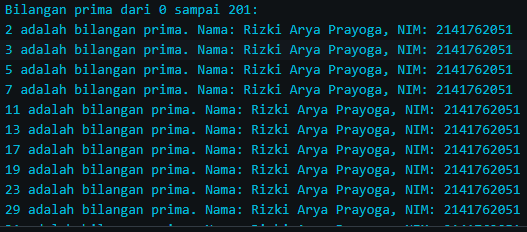 Bilangan prima dari 0 sampai 201:
2 adalah bilangan prima. Nama: Rizki Arya Prayoga, NIM: 2141762051
3 adalah bilangan prima. Nama: Rizki Arya Prayoga, NIM: 2141762051
5 adalah bilangan prima. Nama: Rizki Arya Prayoga, NIM: 2141762051
7 adalah bilangan prima. Nama: Rizki Arya Prayoga, NIM: 2141762051
11 adalah bilangan prima. Nama: Rizki Arya Prayoga, NIM: 2141762051
13 adalah bilangan prima. Nama: Rizki Arya Prayoga, NIM: 2141762051
17 adalah bilangan prima. Nama: Rizki Arya Prayoga, NIM: 2141762051
19 adalah bilangan prima. Nama: Rizki Arya Prayoga, NIM: 2141762051
23 adalah bilangan prima. Nama: Rizki Arya Prayoga, NIM: 2141762051
29 adalah bilangan prima. Nama: Rizki Arya Prayoga, NIM: 2141762051